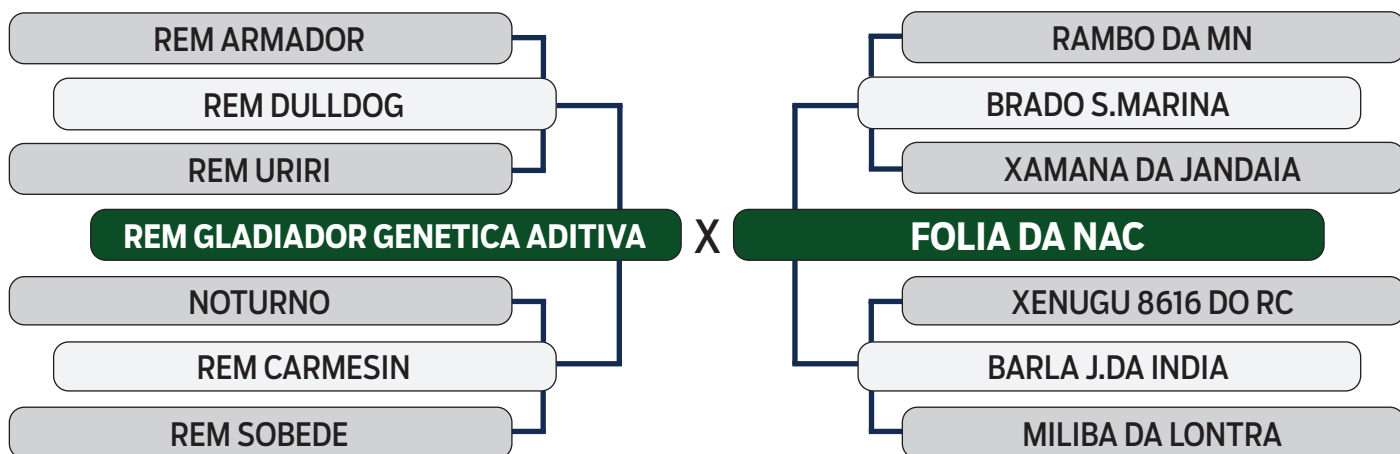 REM ARMADOR
RAMBO DA MN
REM DULLDOG
BRADO S.MARINA
REM URIRI
XAMANA DA JANDAIA
REM GLADIADOR GENETICA ADITIVA X FOLIA DA NAC
NOTURNO
XENUGU 8616 DO RC
REM CARMESIN
BARLA J.DA INDIA
REM SOBEDE
MILIBA DA LONTRA